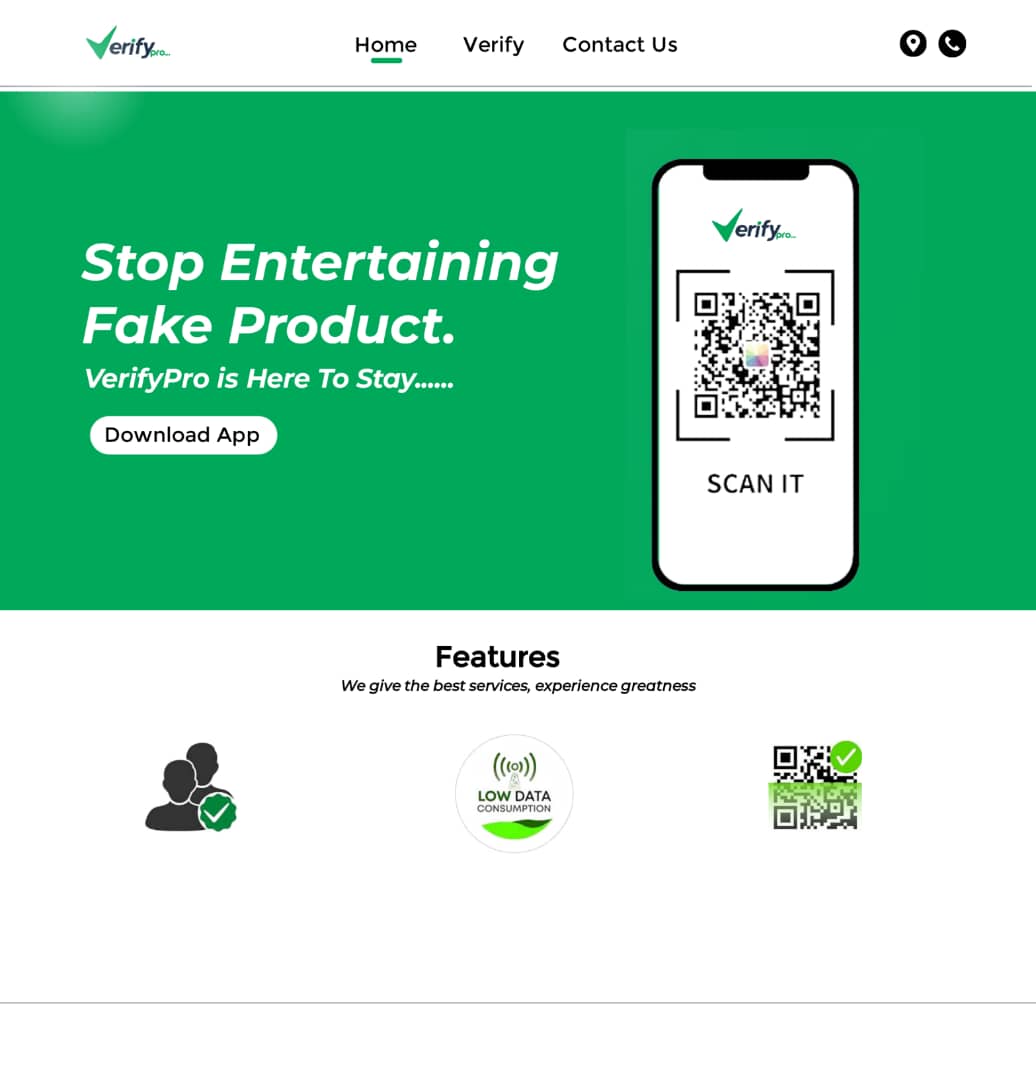 Verifypro...
Home Verify Contact Us
Stop Entertaining
Fake Product.
VerifyPro is Here To Stay......
Download App
Verifypro...
SCAN IT
Features
We give the best services, experience greatness
LOW DATA
CONSUMPTION